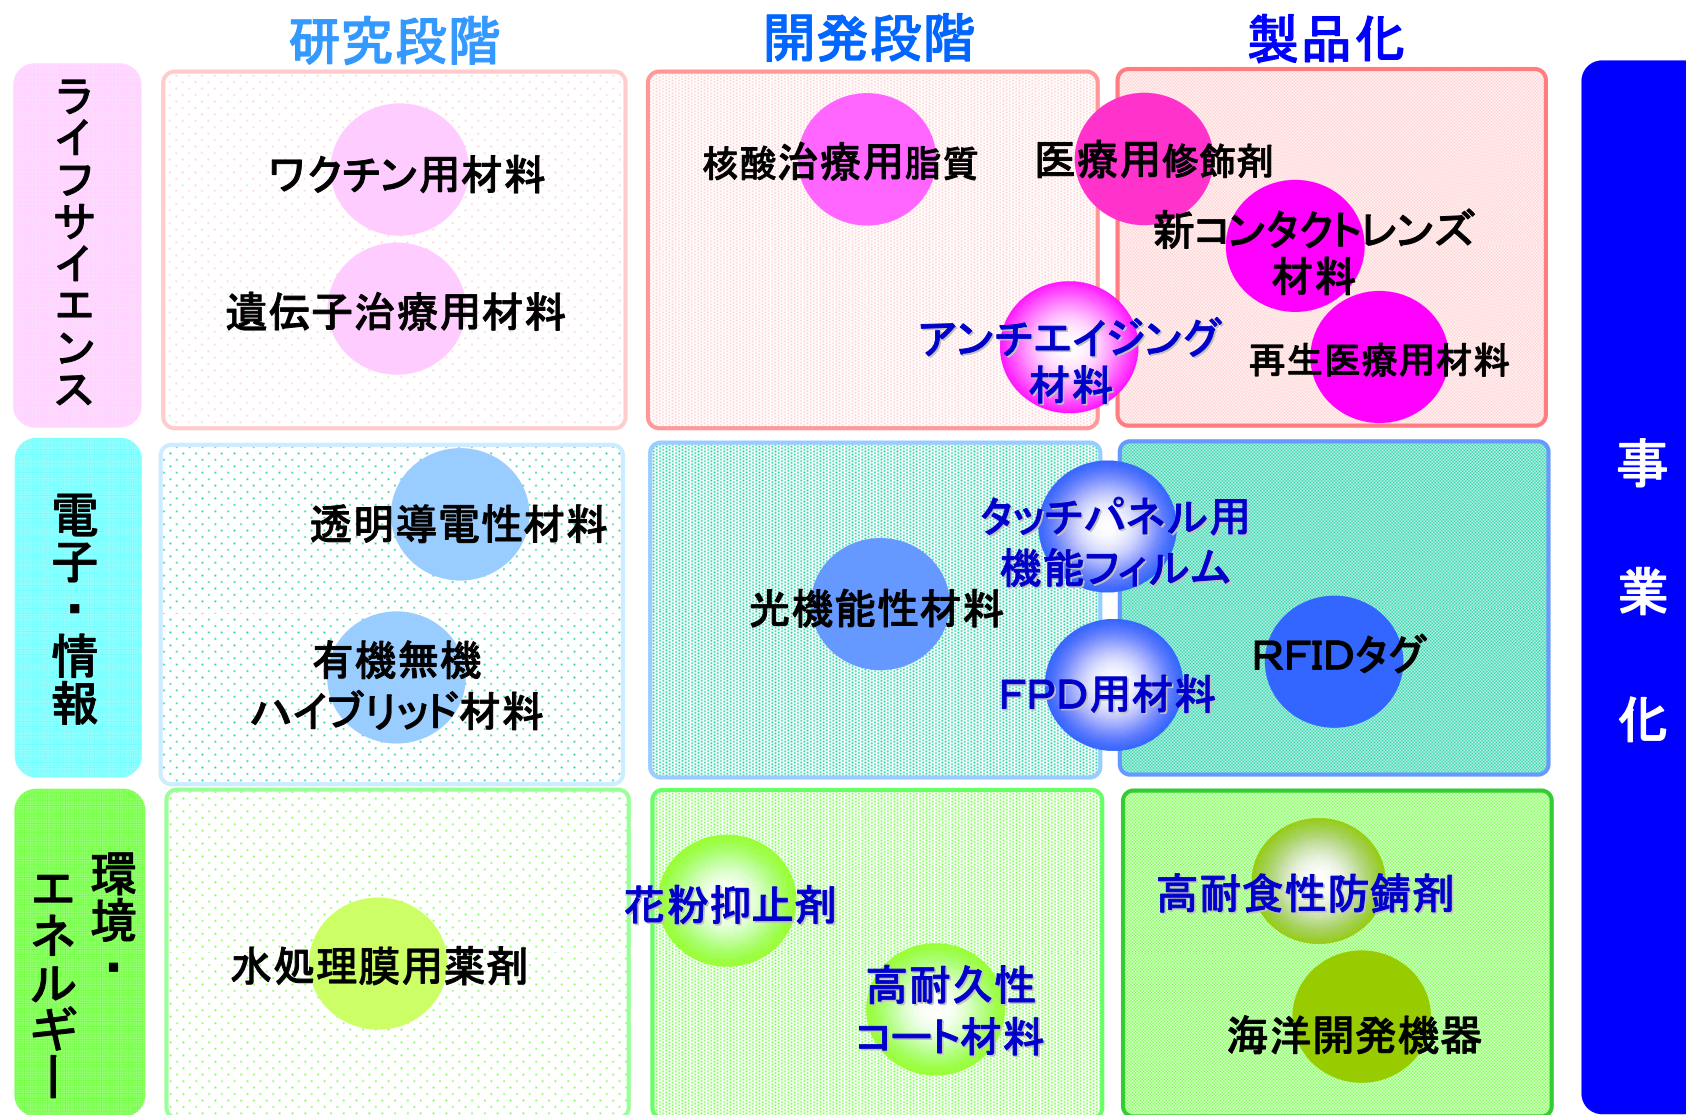 研究段階
開発段階
製品化
ライフサイエンス
ワクチン用材料
遺伝子治療用材料
核酸治療用脂質
医療用修飾剤
新コンタクトレンズ
材料
アンチエイジング
材料
再生医療用材料
電子・情報
透明導電性材料
有機無機
ハイブリッド材料
光機能性材料
タッチパネル用
機能フィルム
FPD用材料
RFIDタグ
環境・
エネルギー
水処理膜用薬剤
花粉抑止剤
高耐久性
コート材料
高耐食性防錆剤
海洋開発機器
事業化